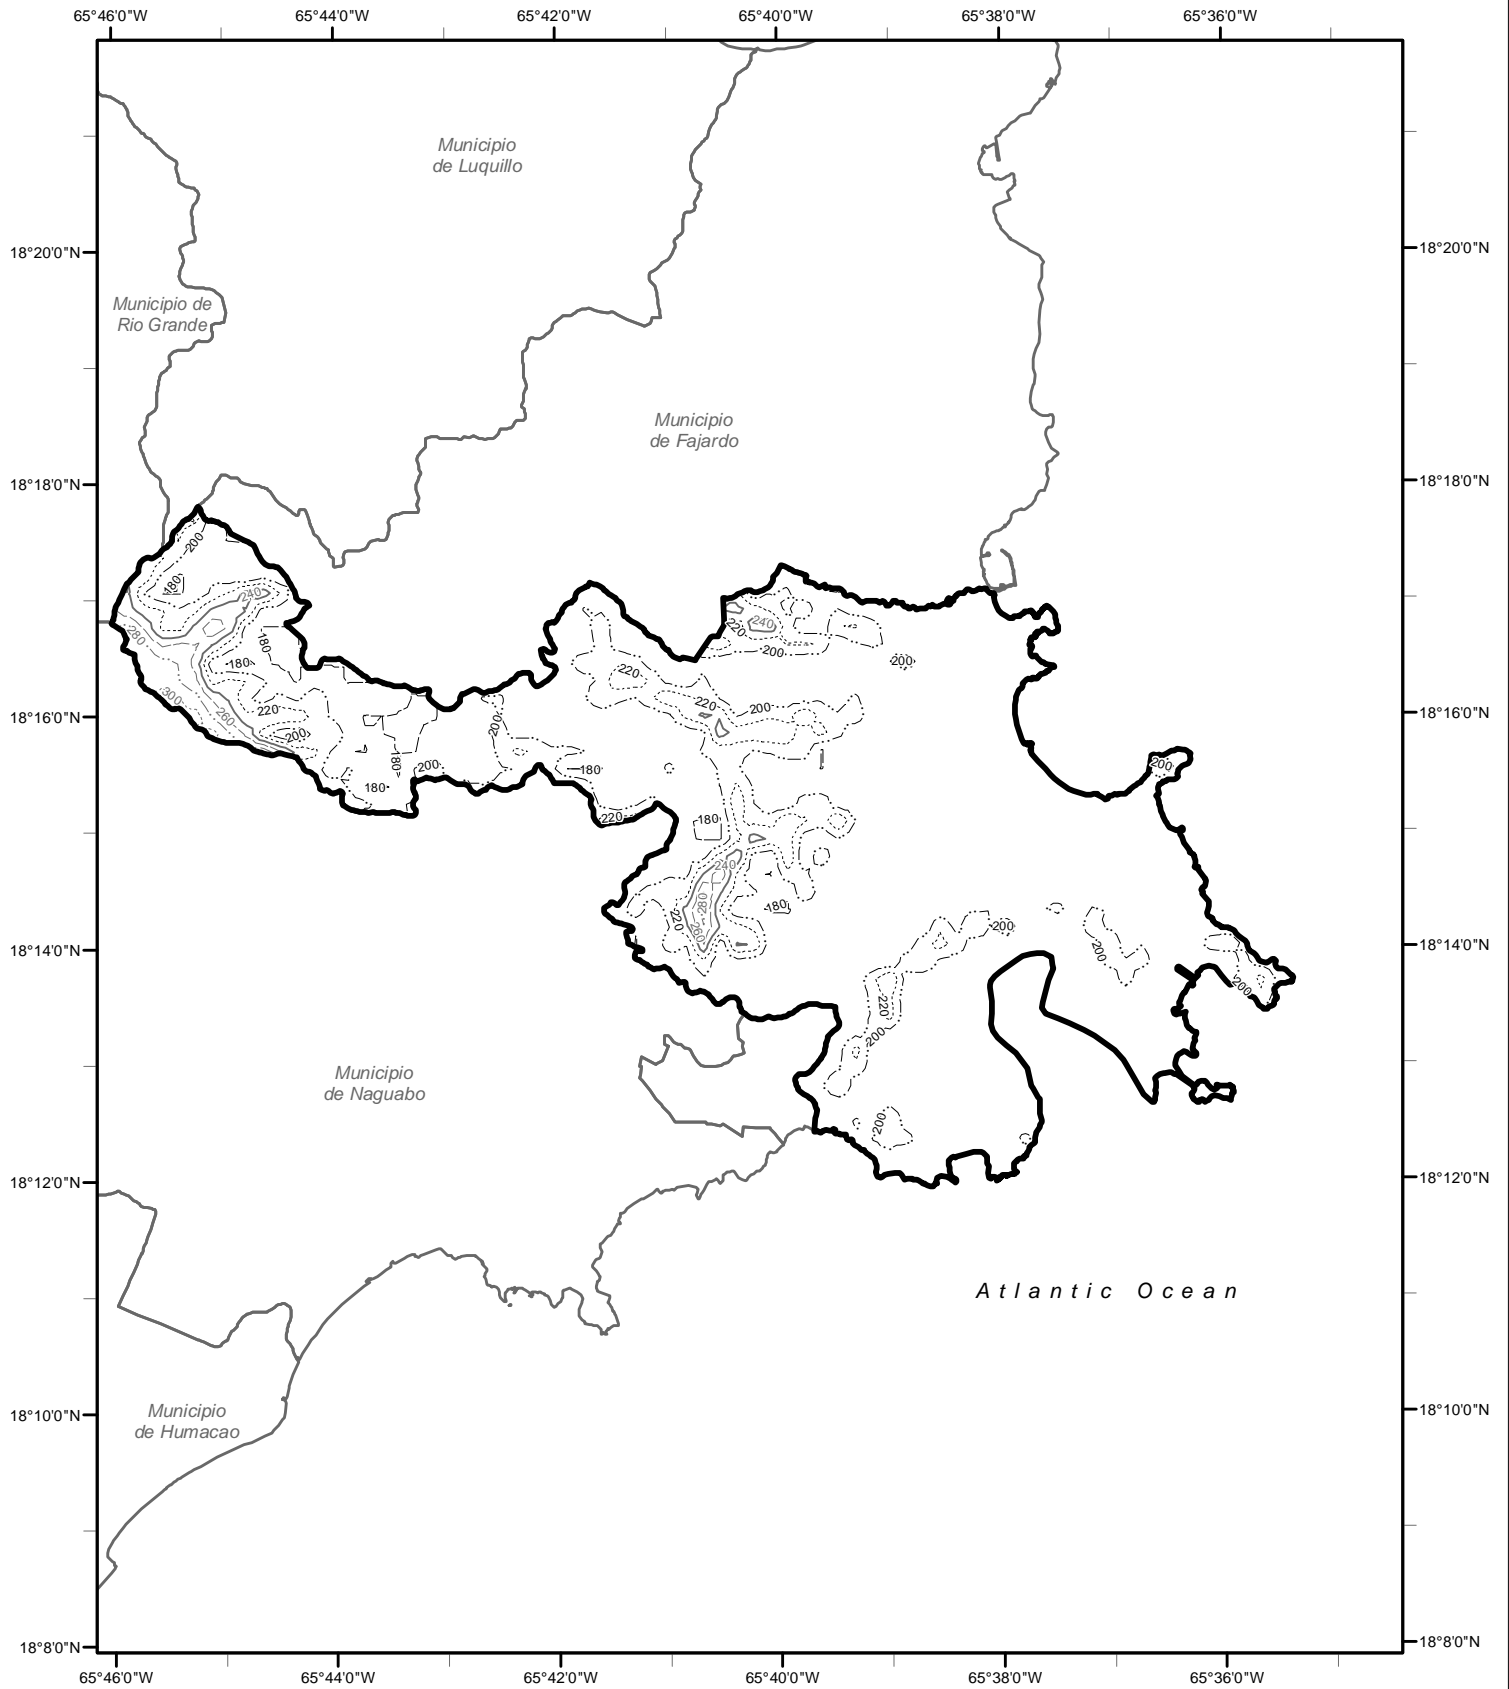 65°46'0"W 65°44'0"W 65°42'0"W 65°40'0"W 65°38'0"W 65°36'0"W
Municipio
de Luquillo
18°20'0"N 18°20'0"N
Municipio de
Rio Grande
Municipio
de Fajardo
18°18'0"N 18°18'0"N
200
180
240
280
180
180
300
260
220
200
180
180
200
200
220
240
200
200
220
220
200
18°16'0"N 18°16'0"N
180
220
200
180
240
280
260
220
180
18°14'0"N 18°14'0"N
200
200
200
220
200
200
Municipio
de Naguabo
18°12'0"N 18°12'0"N
Atlantic Ocean
18°10'0"N 18°10'0"N
Municipio
de Humacao
18°8'0"N 18°8'0"N
65°46'0"W 65°44'0"W 65°42'0"W 65°40'0"W 65°38'0"W 65°36'0"W